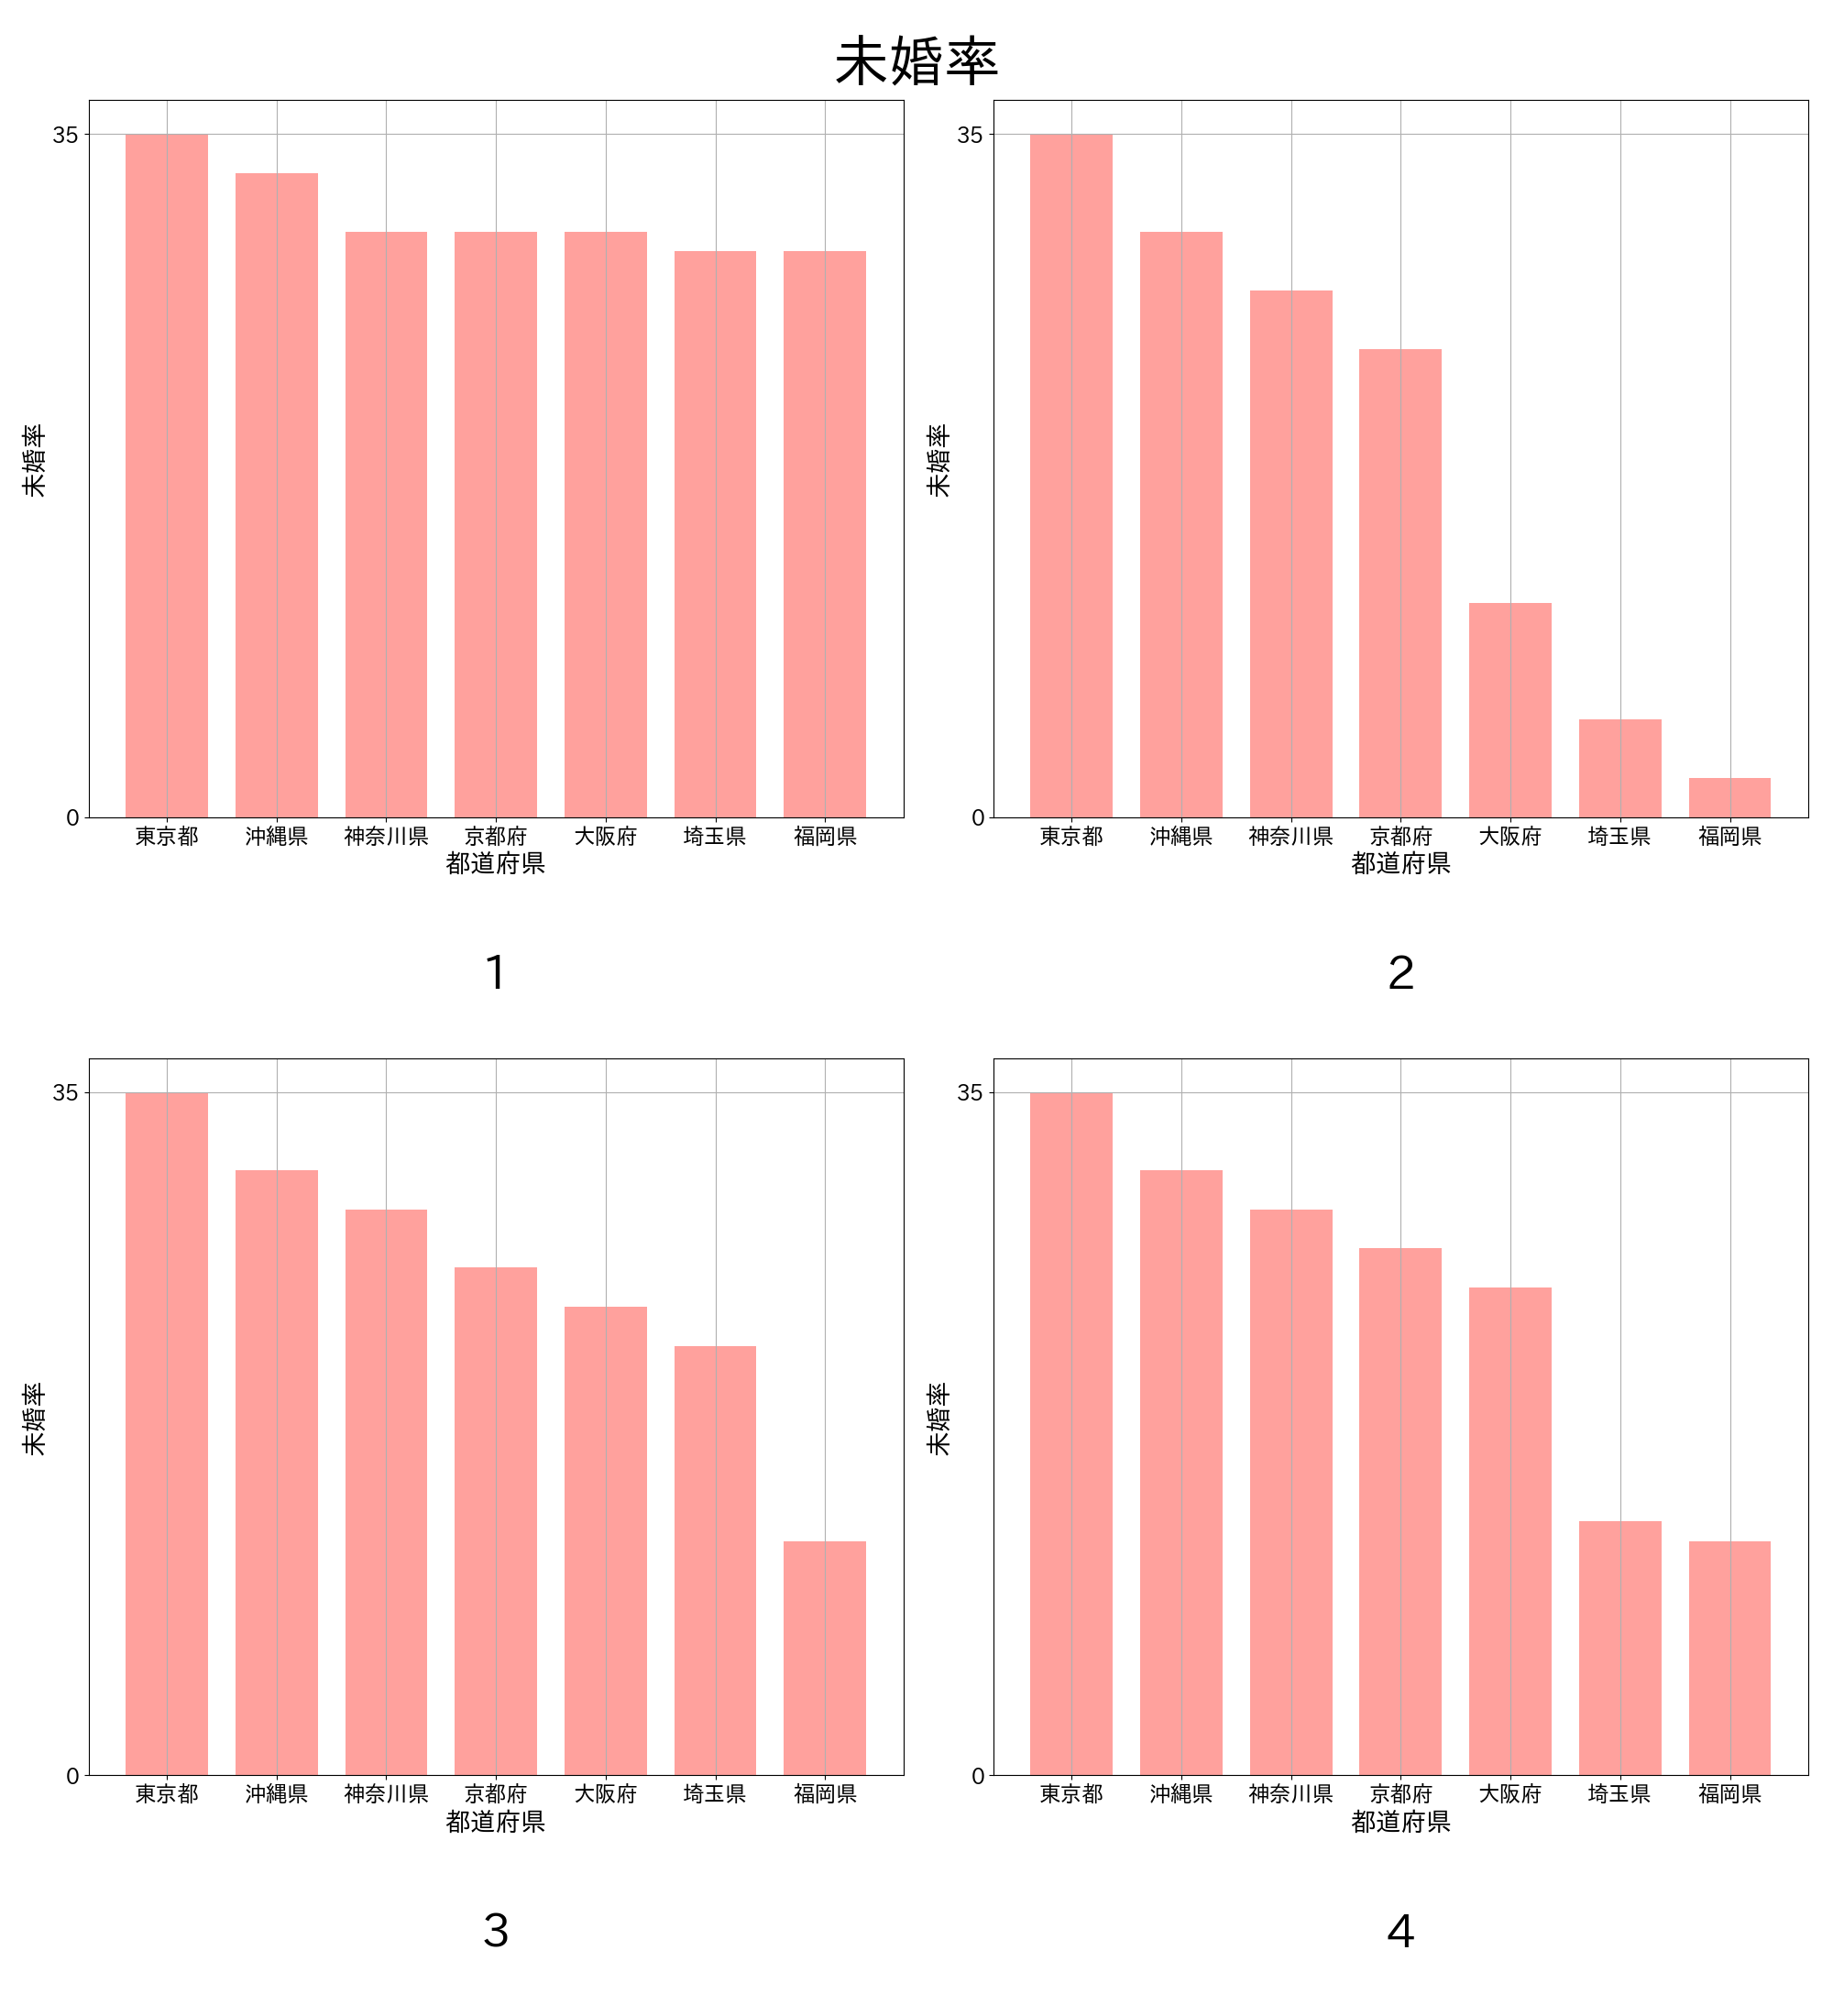 未婚率
35
0
未婚率
東京都 沖縄県 神奈川県 京都府 大阪府 埼玉県 福岡県
都道府県
1
35
0
未婚率
東京都 沖縄県 神奈川県 京都府 大阪府 埼玉県 福岡県
都道府県
2
35
0
未婚率
東京都 沖縄県 神奈川県 京都府 大阪府 埼玉県 福岡県
都道府県
3
35
0
未婚率
東京都 沖縄県 神奈川県 京都府 大阪府 埼玉県 福岡県
都道府県
4